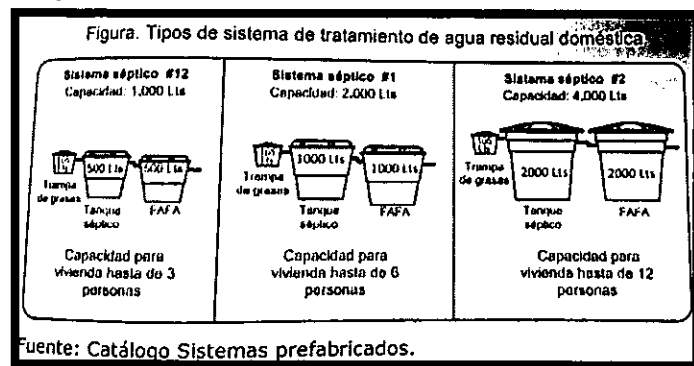 Figura. Tipos de sistema de tratamiento de agua residual doméstica.
Sistema séptico #12
Capacidad: 1,000 Lts
500 Lts
500 Lts
Trampa
de grasas
Tanque
séptico
FAFA
Capacidad para
vivienda hasta de 3
personas
Sistema séptico #1
Capacidad: 2.000 Lts
1000 Lts
1000 Lts
Trampa
de grasas
Tanque
séptico
FAFA
Capacidad para
vivienda hasta de 6
personas
Sistema séptico #2
Capacidad: 4,000 Lts
2000 Lts
2000 Lts
Trampa
de grasas
Tanque
séptico
FAFA
Capacidad para
vivienda hasta de 12
personas
Fuente: Catálogo Sistemas prefabricados.